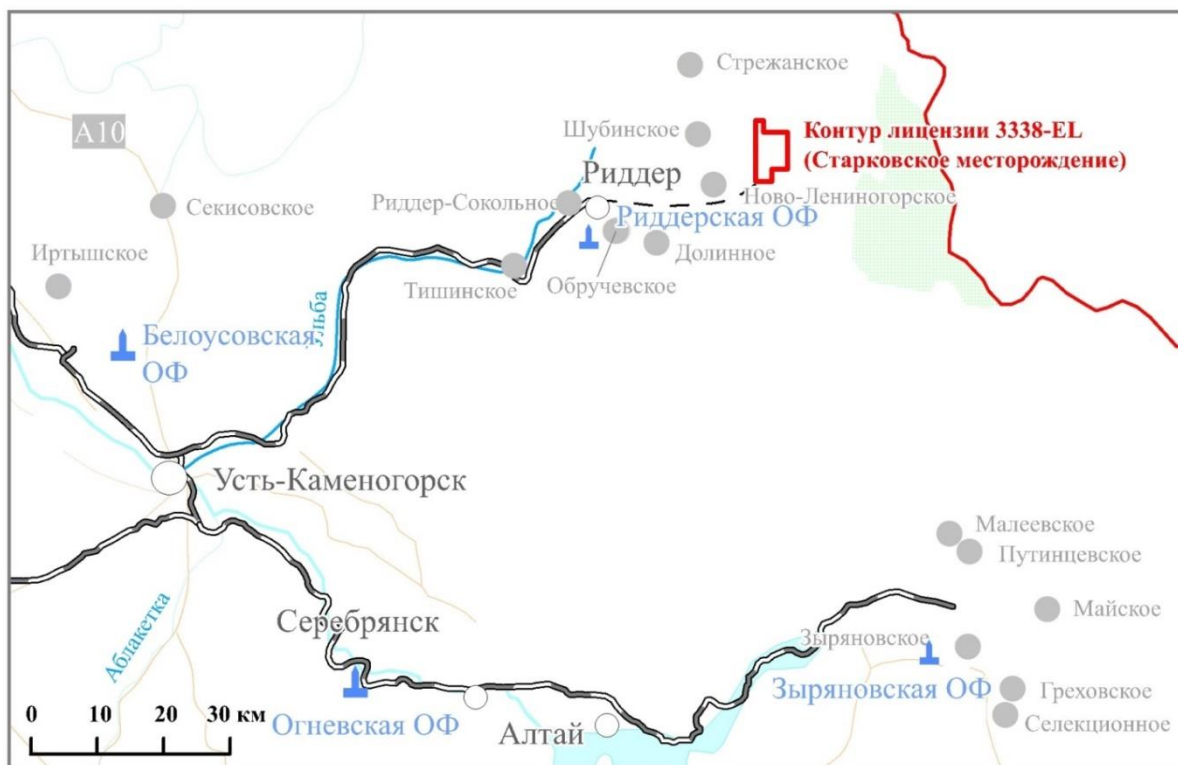 Стрежанское
А10
Шубинское
Контур лицензии 3338-EL
(Старковское месторождение)
Риддер
Секисовское
Риддер-Сокольное
Ново-Лениногорское
Риддерская ОФ
Иртышское
Долинное
Тишинское
Обручевское
Белоусовская
ОФ
Ульба
Усть-Каменогорск
Малеевское
Путинцевское
Майское
Серебрянск
Зыряновское
Аблакетка
Зыряновская ОФ
Греховское
Огневская ОФ
Селекционное
Алтай
0 10 20 30 км